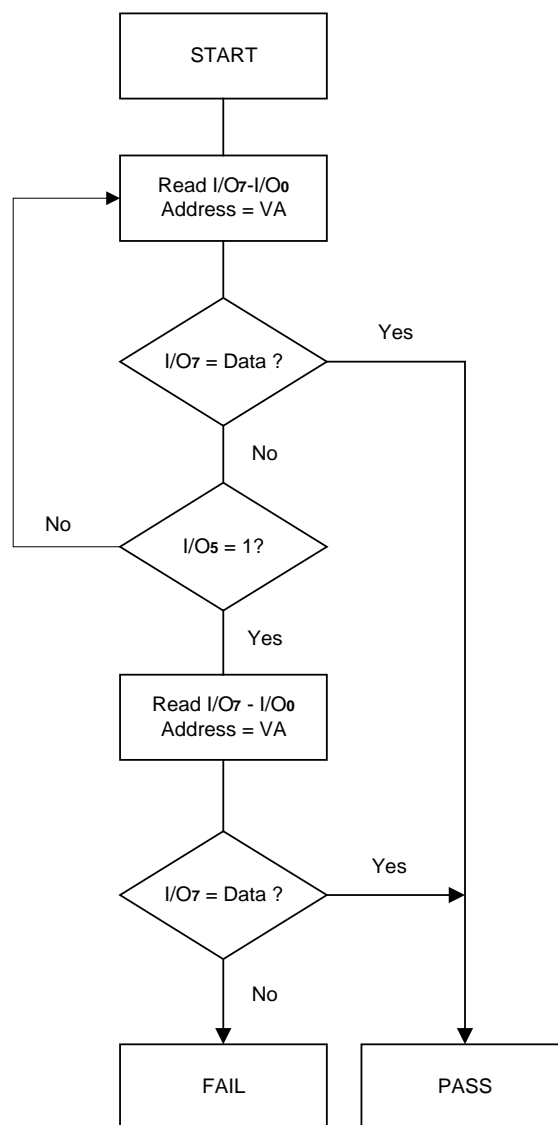 START
Read I/O7-I/O0
Address = VA
I/O7 = Data ?
Yes
No
I/O5 = 1?
No
Yes
Read I/O7 - I/O0
Address = VA
I/O7 = Data ?
Yes
No
FAIL
PASS